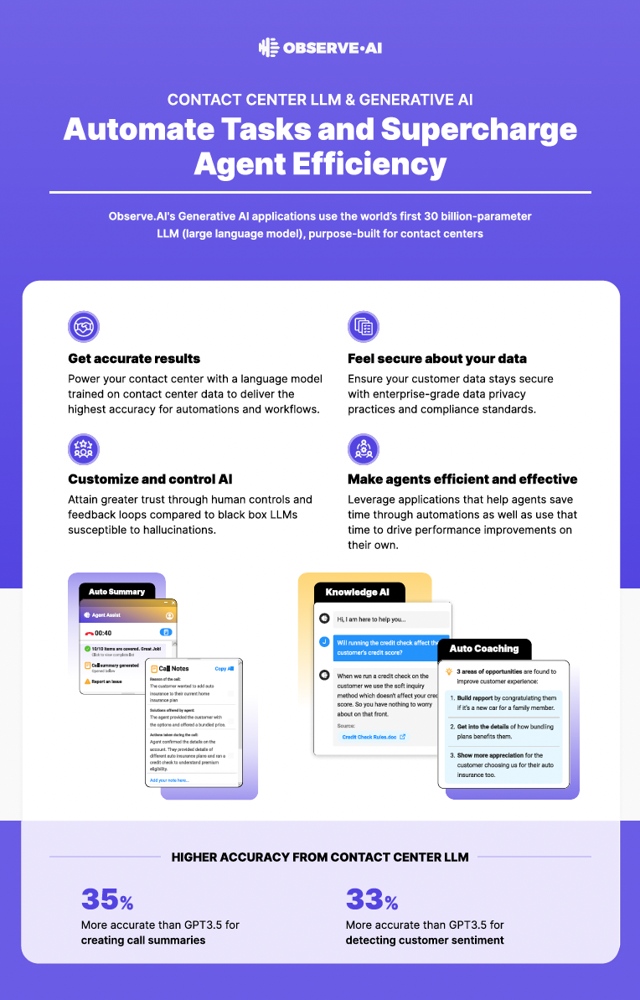 OBSERVE•AI
CONTACT CENTER LLM & GENERATIVE AI
Automate Tasks and Supercharge
Agent Efficiency
Observe.AI's Generative AI applications use the world's first 30 billion-parameter
LLM (large language model), purpose-built for contact centers
Get accurate results
Power your contact center with a language model
trained on contact center data to deliver the
highest accuracy for automations and workflows.
Feel secure about your data
Ensure your customer data stays secure
with enterprise-grade data privacy
practices and compliance standards.
Customize and control AI
Attain greater trust through human controls and
feedback loops compared to black box LLMs
susceptible to hallucinations.
Make agents efficient and effective
Leverage applications that help agents save
time through automations as well as use that
time to drive performance improvements on
their own.
Auto Summary
Agent Assist
00:40
10/10 items are covered. Great Job!
Click to view complete list
Call summary generated
Opened below
Report an issue
Call Notes
Copy All
Reason of the call:
The customer wanted to add auto
insurance to their current home
insurance plan
Solutions offered by agent:
The agent provided the customer with
the options and offered a bundled price.
Actions taken during the call:
Agent confirmed the details on the
account. They provided details of
different auto insurance plans and ran a
credit check to understand premium
eligibility.
Add your note here...
Knowledge AI
Hi, I am here to help you...
J
Will running the credit check affect the
customer's credit score?
When we run a credit check on the
customer we use the soft inquiry
method which doesn't affect your cred
score. So you have nothing to worry
about on that front.
Source:
Credit Check Rules.doc
Auto Coaching
3 areas of opportunities are found to
improve customer experience:
1. Build rapport by congratulating them
if it's a new car for a family member.
2. Get into the details of how bundling
plans benefits them.
3. Show more appreciation for the
customer choosing us for their auto
insurance too.
HIGHER ACCURACY FROM CONTACT CENTER LLM
35%
More accurate than GPT3.5 for
creating call summaries
33%
More accurate than GPT3.5 for
detecting customer sentiment